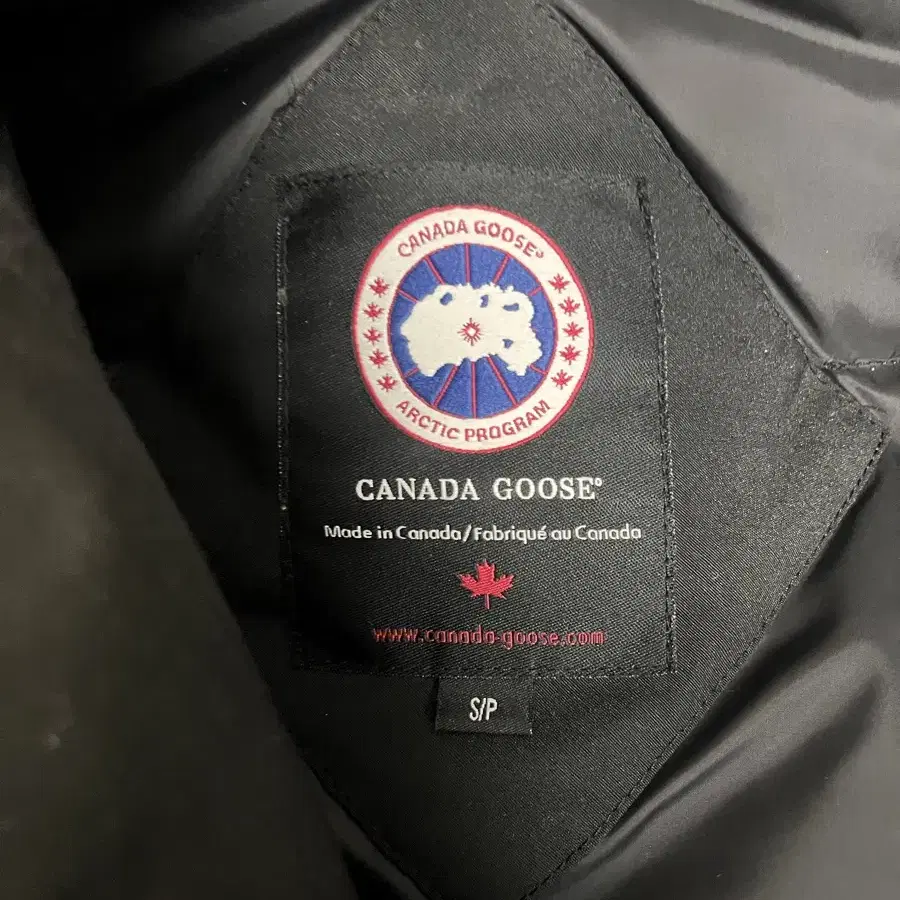 CANADA GOOSE®
ARCTIC PROGRAM
CANADA GOOSE®
Made in Canada/Fabriqué au Canada
www.canada-goose.com
S/P